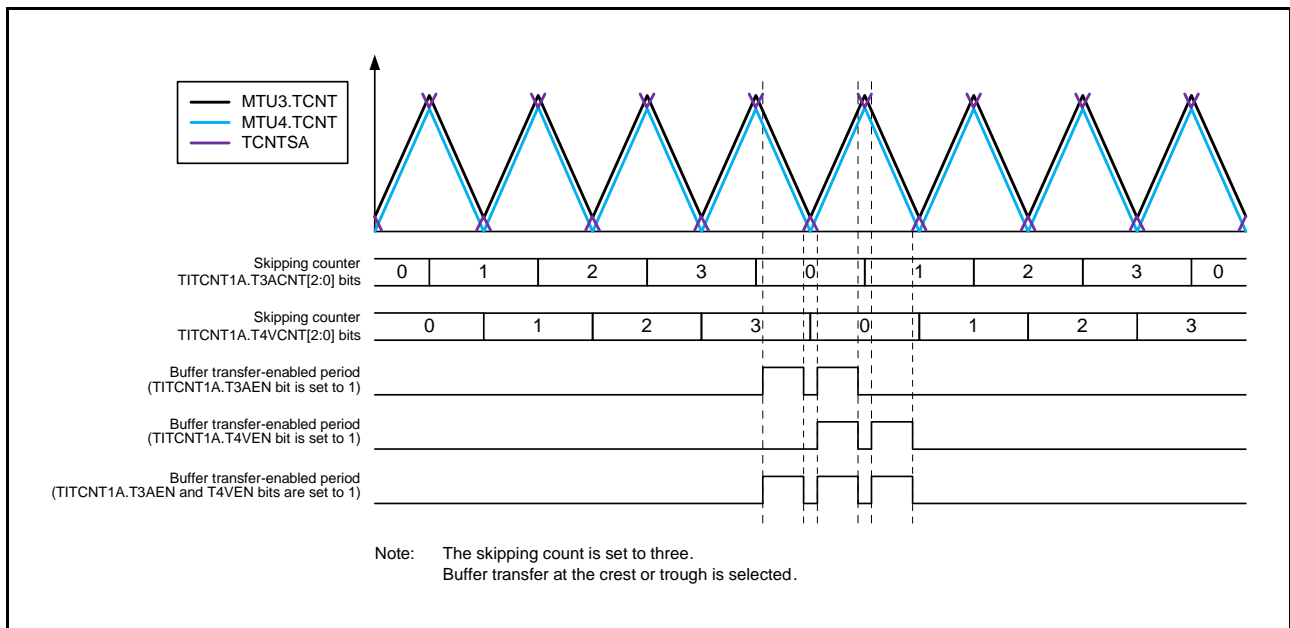 MTU3.TCNT
MTU4.TCNT
TCNTSA
Skipping counter
TITCNT1A.T3ACNT[2:0] bits
0 1 2 3 0 1 2 3 0
Skipping counter
TITCNT1A.T4VCNT[2:0] bits
0 1 2 3 0 1 2 3
Buffer transfer-enabled period
(TITCNT1A.T3AEN bit is set to 1)
Buffer transfer-enabled period
(TITCNT1A.T4VEN bit is set to 1)
Buffer transfer-enabled period
(TITCNT1A.T3AEN and T4VEN bits are set to 1)
Note: The skipping count is set to three.
Buffer transfer at the crest or trough is selected.